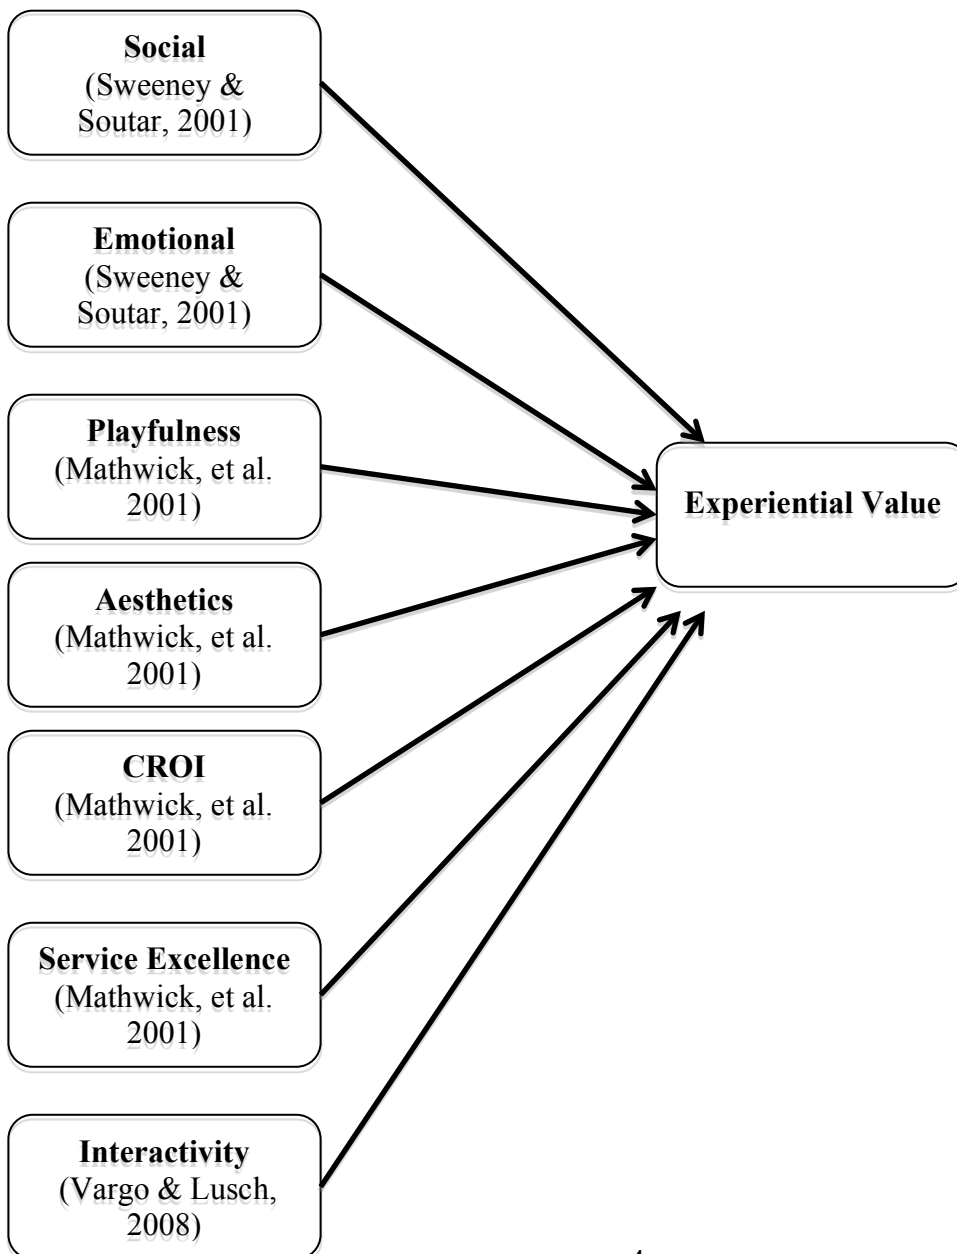 Social
(Sweeney &
Soutar, 2001)
Emotional
(Sweeney &
Soutar, 2001)
Playfulness
(Mathwick, et al.
2001)
Experiential Value
Aesthetics
(Mathwick, et al.
2001)
CROI
(Mathwick, et al.
2001)
Service Excellence
(Mathwick, et al.
2001)
Interactivity
(Vargo & Lusch,
2008)